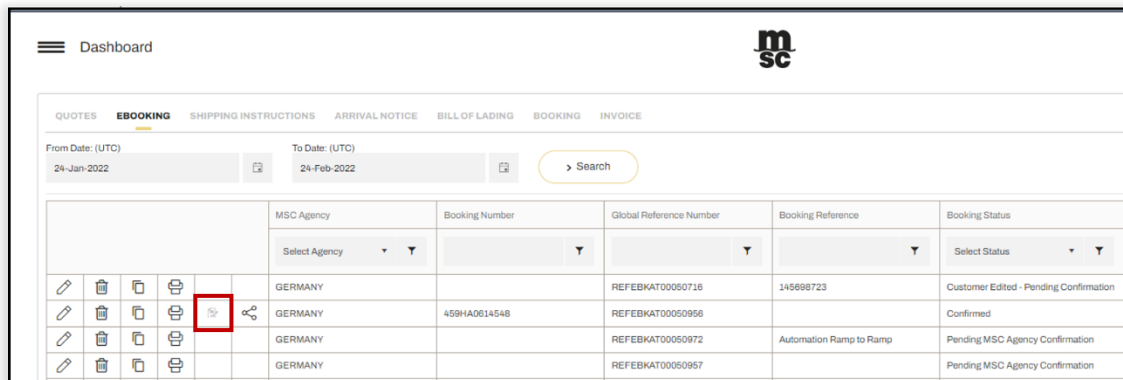 Dashboard
msc
QUOTES EBOOKING SHIPPING INSTRUCTIONS ARRIVAL NOTICE BILL OF LADING BOOKING INVOICE
From Date: (UTC) To Date: (UTC)
24-Jan-2022 24-Feb-2022 > Search
MSC Agency Booking Number Global Reference Number Booking Reference Booking Status
Select Agency Select Status
GERMANY REFEBKAT00050716 145698723 Customer Edited - Pending Confirmation
GERMANY 459HA0614548 REFEBKAT00050956 Confirmed
GERMANY REFEBKAT00050972 Automation Ramp to Ramp Pending MSC Agency Confirmation
GERMANY REFEBKAT00050957 Pending MSC Agency Confirmation